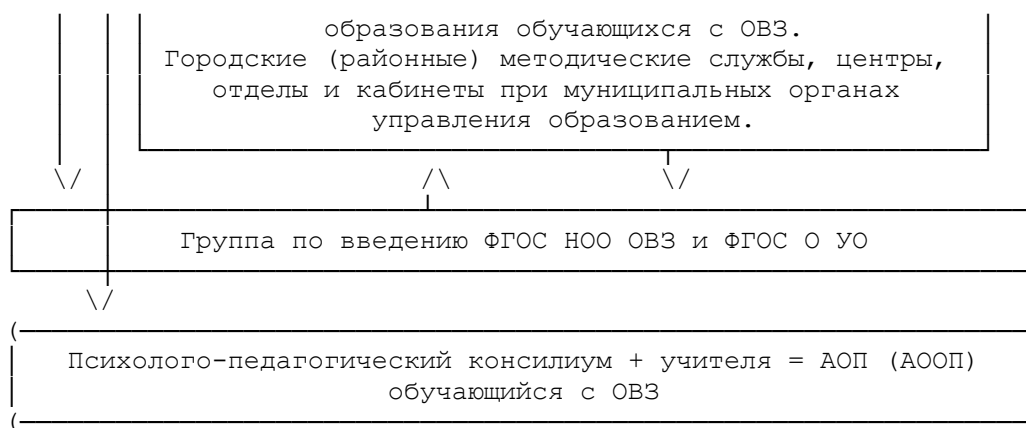 образования обучающихся с ОВЗ.
Городские (районные) методические службы, центры,
отделы и кабинеты при муниципальных органах
управления образованием.
Группа по введению ФГОС НОО ОВЗ и ФГОС О УО
Психолого-педагогический консилиум + учителя = АОП (АООП)
обучающийся с ОВЗ